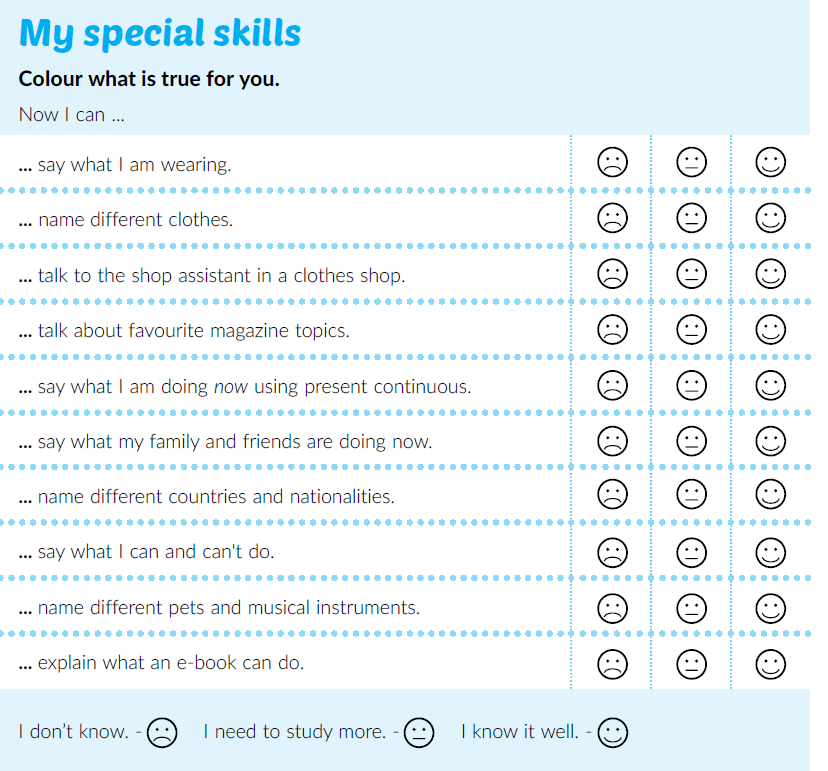 My special skills
Colour what is true for you.
Now I can ...
... say what I am wearing.
... name different clothes.
... talk to the shop assistant in a clothes shop.
... talk about favourite magazine topics.
... say what I am doing now using present continuous.
... say what my family and friends are doing now.
... name different countries and nationalities.
... say what I can and can't do.
... name different pets and musical instruments.
... explain what an e-book can do.
I don’t know. - I need to study more. - I know it well. -